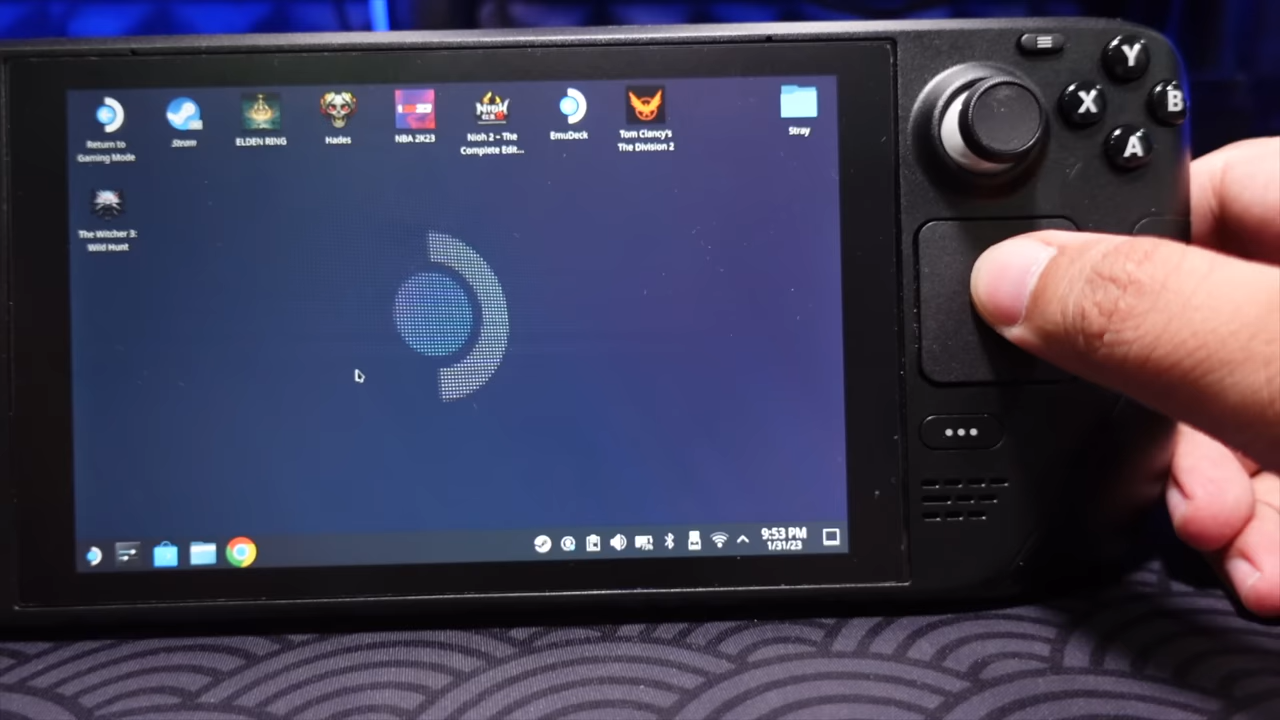 Return to
Gaming Mode
Steam
ELDEN RING
Hades
NBA 2K23
Nioh 2 – The
Complete Edit...
EmuDeck
Tom Clancy's
The Division 2
Stray
The Witcher 3:
Wild Hunt
9:53 PM
1/31/23
Y
X
B
A